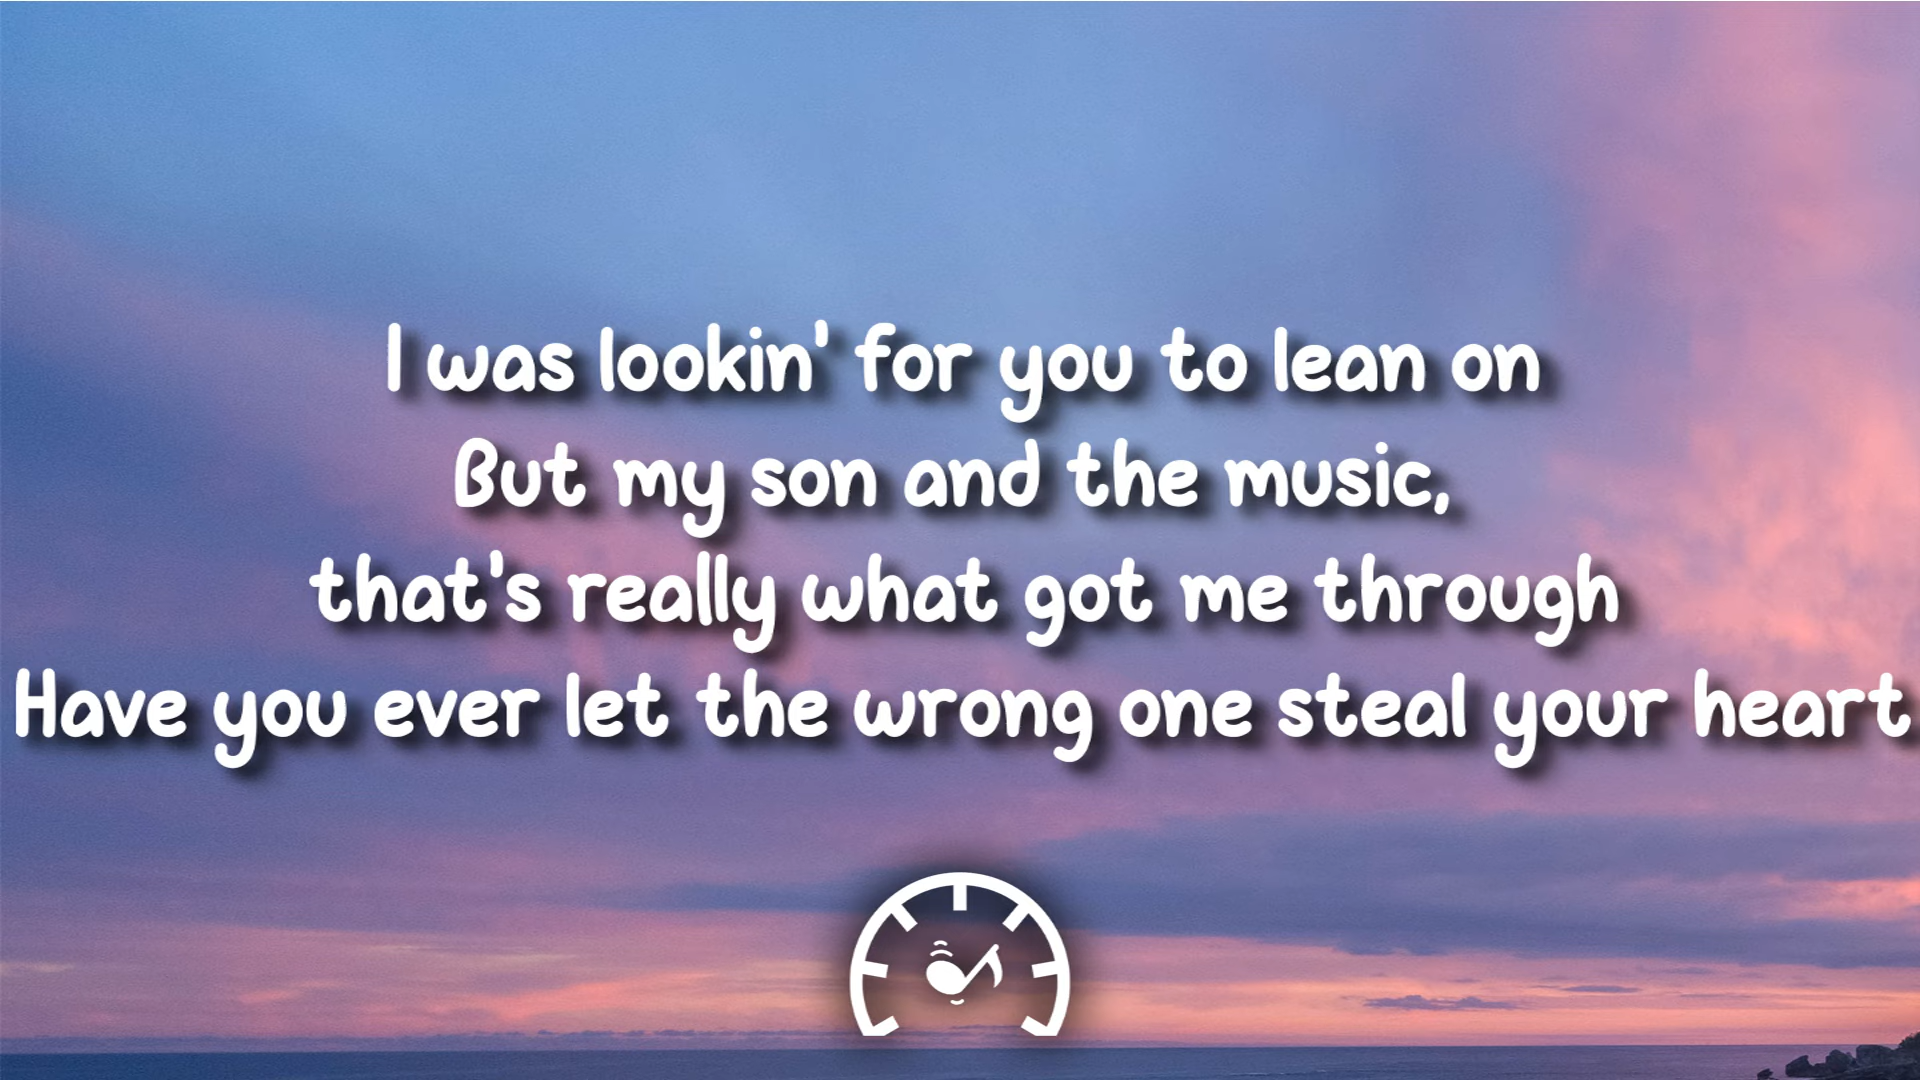 I was lookin' for you to lean on
But my son and the music,
that's really what got me through
Have you ever let the wrong one steal your heart